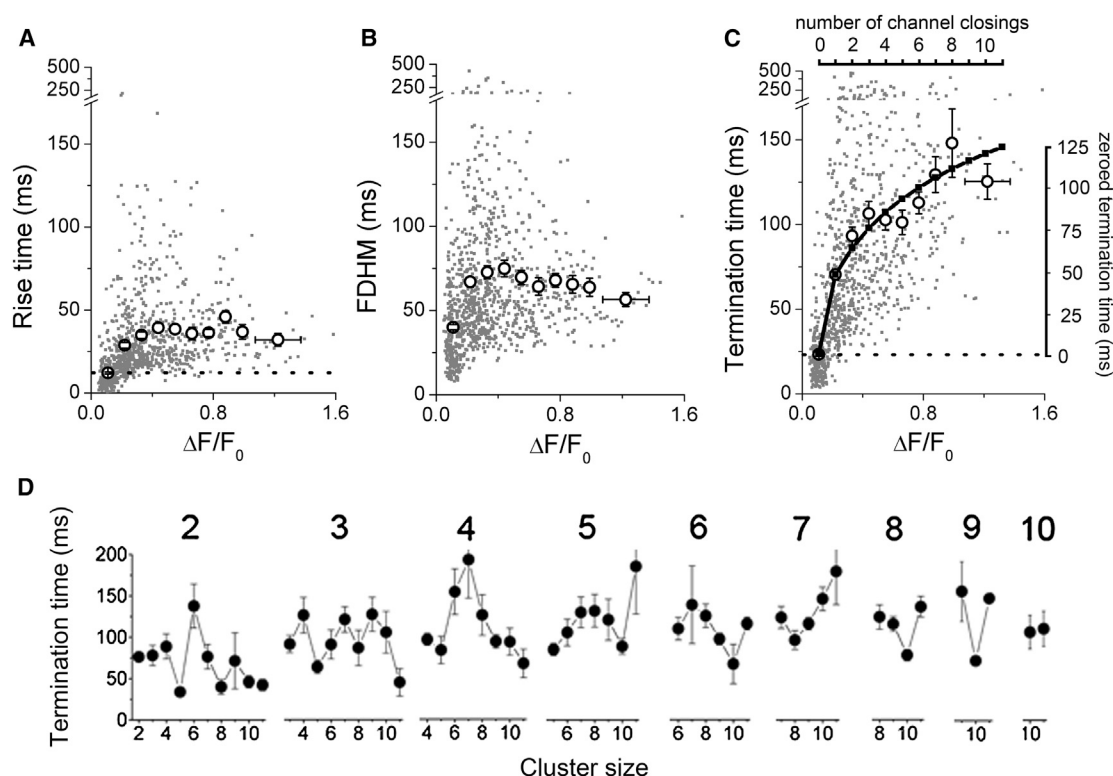 A
B
C
number of channel closings
0 2 4 6 8 10
500
250
150
100
50
0
Rise time (ms)
0.0 0.8 1.6
ΔF/F0
500
250
150
100
50
0
FDHM (ms)
0.0 0.8 1.6
ΔF/F0
500
250
150
100
50
0
Termination time (ms)
0.0 0.8 1.6
ΔF/F0
125
100
75
50
25
0
zeroed termination time (ms)
D
2 3 4 5 6 7 8 9 10
Termination time (ms)
200
150
100
50
0
2 4 6 8 10 4 6 8 10 4 6 8 10 6 8 10 6 8 10 8 10 8 10 10 10
Cluster size